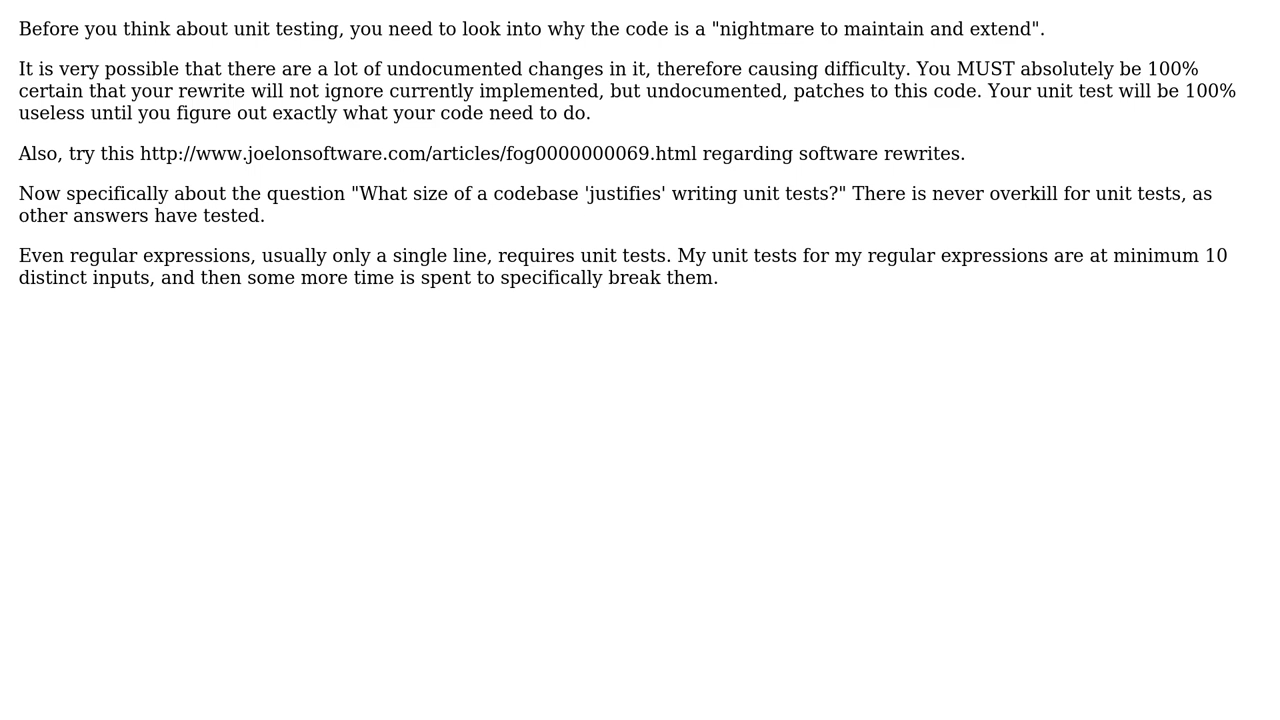 Before you think about unit testing, you need to look into why the code is a "nightmare to maintain and extend".
It is very possible that there are a lot of undocumented changes in it, therefore causing difficulty. You MUST absolutely be 100%
certain that your rewrite will not ignore currently implemented, but undocumented, patches to this code. Your unit test will be 100%
useless until you figure out exactly what your code need to do.
Also, try this http://www.joelonsoftware.com/articles/fog0000000069.html regarding software rewrites.
Now specifically about the question "What size of a codebase 'justifies' writing unit tests?" There is never overkill for unit tests, as
other answers have tested.
Even regular expressions, usually only a single line, requires unit tests. My unit tests for my regular expressions are at minimum 10
distinct inputs, and then some more time is spent to specifically break them.